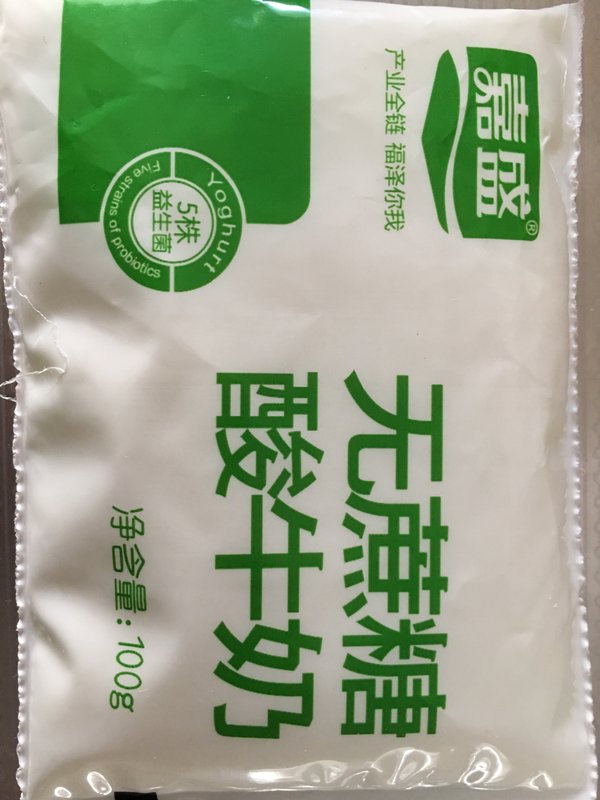 嘉盛®
产业全链 福泽你我
Yoghurt
5株
益生菌
Five strains of probiotics
无蔗糖
酸牛奶
净含量：100g